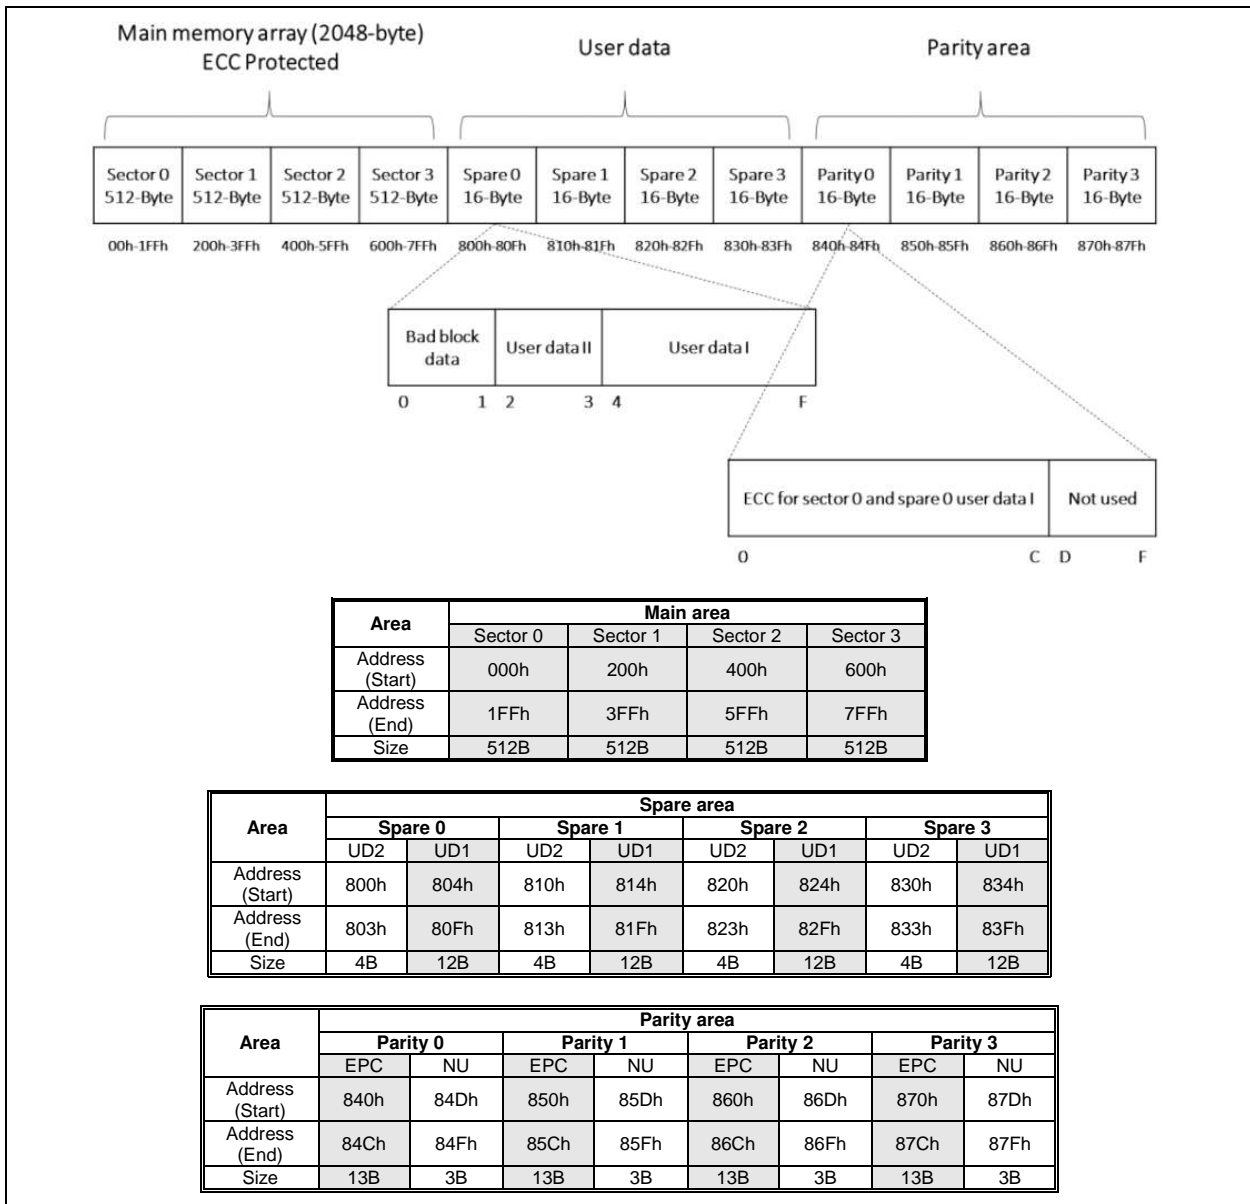 Main memory array (2048-byte)
ECC Protected
User data
Parity area
Sector 0 Sector 1 Sector 2 Sector 3 Spare 0 Spare 1 Spare 2 Spare 3 Parity 0 Parity 1 Parity 2 Parity 3
512-Byte 512-Byte 512-Byte 512-Byte 16-Byte 16-Byte 16-Byte 16-Byte 16-Byte 16-Byte 16-Byte 16-Byte
00h-1FFh 200h-3FFh 400h-5FFh 600h-7FFh 800h-80Fh 810h-81Fh 820h-82Fh 830h-83Fh 840h-84Fh 850h-85Fh 860h-86Fh 870h-87Fh
Bad block
data
User data II
User data I
0 1 2 3 4 F
ECC for sector 0 and spare 0 user data I
Not used
0 C D F
Area
Main area
Sector 0 Sector 1 Sector 2 Sector 3
Address
(Start)
000h 200h 400h 600h
Address
(End)
1FFh 3FFh 5FFh 7FFh
Size 512B 512B 512B 512B
Area
Spare area
Spare 0 Spare 1 Spare 2 Spare 3
UD2 UD1 UD2 UD1 UD2 UD1 UD2 UD1
Address
(Start)
800h 804h 810h 814h 820h 824h 830h 834h
Address
(End)
803h 80Fh 813h 81Fh 823h 82Fh 833h 83Fh
Size 4B 12B 4B 12B 4B 12B 4B 12B
Area
Parity area
Parity 0 Parity 1 Parity 2 Parity 3
EPC NU EPC NU EPC NU EPC NU
Address
(Start)
840h 84Dh 850h 85Dh 860h 86Dh 870h 87Dh
Address
(End)
84Ch 84Fh 85Ch 85Fh 86Ch 86Fh 87Ch 87Fh
Size 13B 3B 13B 3B 13B 3B 13B 3B